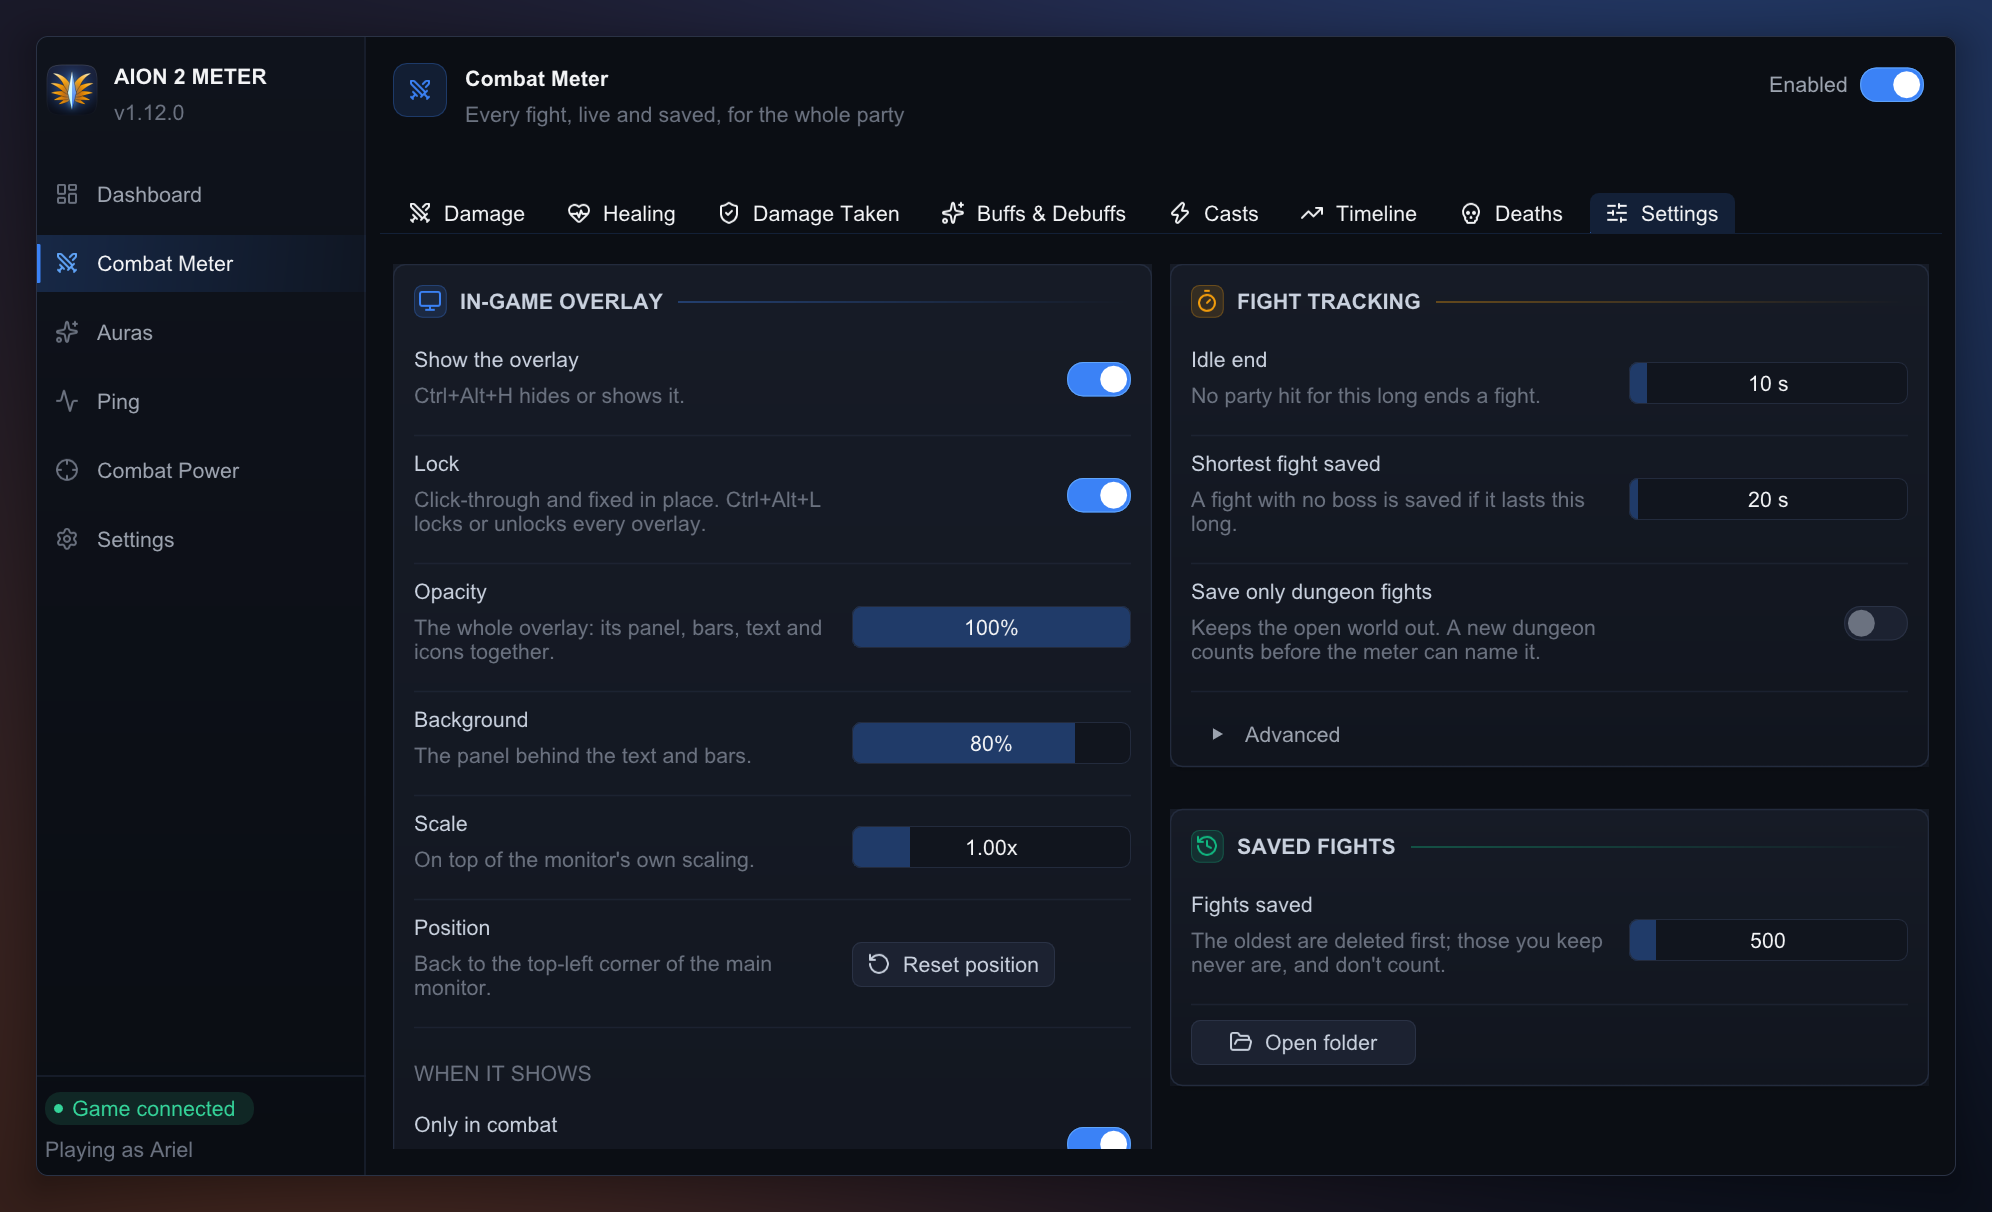 AION 2 METER
v1.12.0
Dashboard
Combat Meter
Auras
Ping
Combat Power
Settings
Game connected
Playing as Ariel
Combat Meter
Every fight, live and saved, for the whole party
Enabled
Damage
Healing
Damage Taken
Buffs & Debuffs
Casts
Timeline
Deaths
Settings
IN-GAME OVERLAY
Show the overlay
Ctrl+Alt+H hides or shows it.
Lock
Click-through and fixed in place. Ctrl+Alt+L
locks or unlocks every overlay.
Opacity
The whole overlay: its panel, bars, text and
icons together.
100%
Background
The panel behind the text and bars.
80%
Scale
On top of the monitor's own scaling.
1.00x
Position
Back to the top-left corner of the main
monitor.
Reset position
WHEN IT SHOWS
Only in combat
FIGHT TRACKING
Idle end
No party hit for this long ends a fight.
10 s
Shortest fight saved
A fight with no boss is saved if it lasts this
long.
20 s
Save only dungeon fights
Keeps the open world out. A new dungeon
counts before the meter can name it.
Advanced
SAVED FIGHTS
Fights saved
The oldest are deleted first; those you keep
never are, and don't count.
500
Open folder